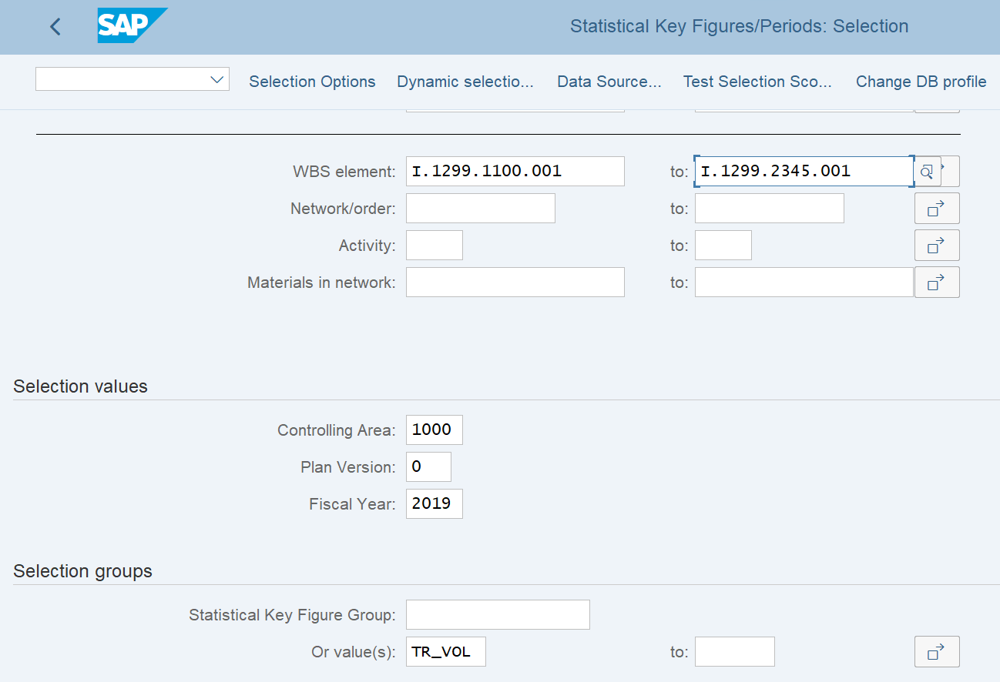 SAP
Statistical Key Figures/Periods: Selection
Selection Options Dynamic selectio... Data Source... Test Selection Sco... Change DB profile
WBS element: I.1299.1100.001 to: I.1299.2345.001
Network/order: to:
Activity: to:
Materials in network: to:
Selection values
Controlling Area: 1000
Plan Version: 0
Fiscal Year: 2019
Selection groups
Statistical Key Figure Group:
Or value(s): TR_VOL to: